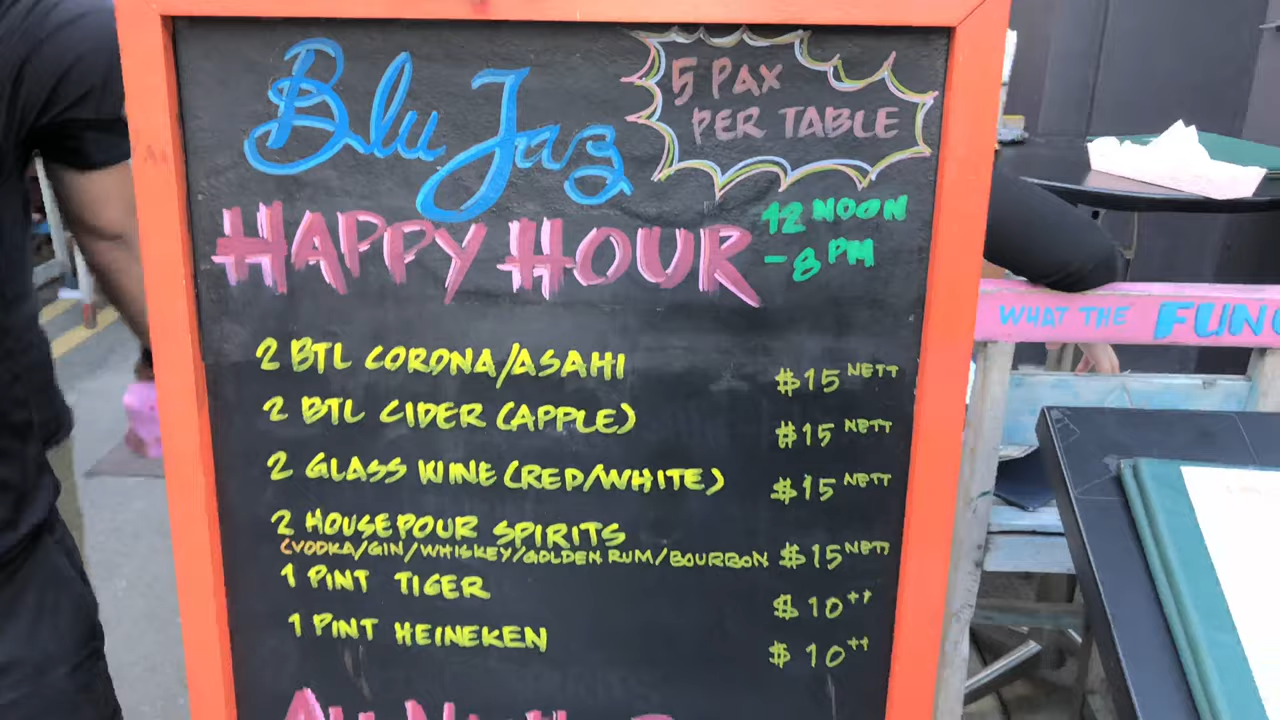 Blu Jaz
5 PAX
PER TABLE
HAPPY HOUR
12 NOON
- 8 PM
2 BTL CORONA/ASAHI $15 NETT
2 BTL CIDER (APPLE) $15 NETT
2 GLASS WINE (RED/WHITE) $15 NETT
2 HOUSEPOUR SPIRITS
(VODKA/GIN/WHISKEY/GOLDEN RUM/BOURBON $15 NETT
1 PINT TIGER $10++
1 PINT HEINEKEN $10++
WHAT THE FUN